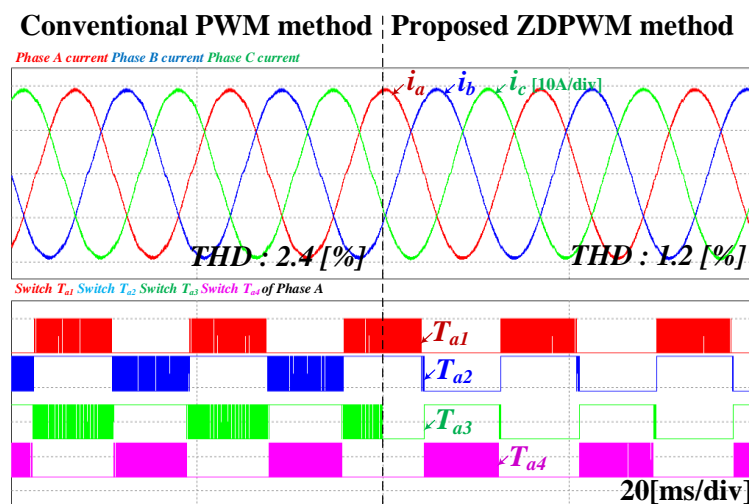 Conventional PWM method Proposed ZDPWM method
Phase A current Phase B current Phase C current
ia ib ic [10A/div]
THD : 2.4 [%] THD : 1.2 [%]
Switch Ta1 Switch Ta2 Switch Ta3 Switch Ta4 of Phase A
Ta1
Ta2
Ta3
Ta4
20[ms/div]